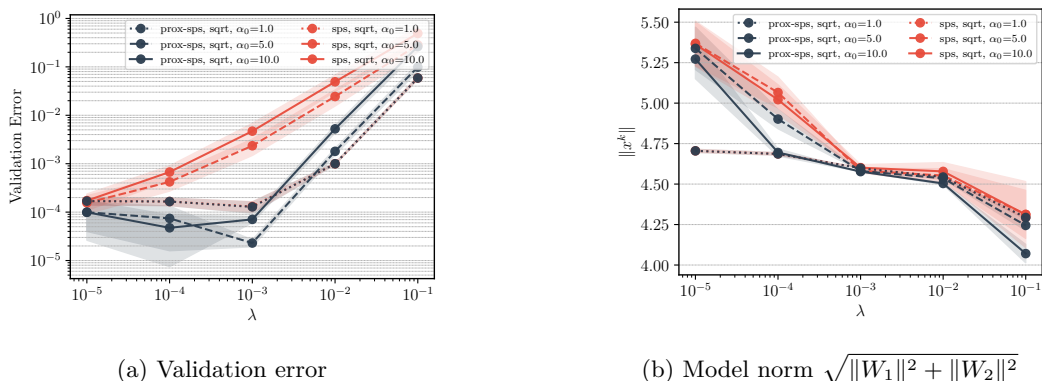 10^0
10^-1
10^-2
10^-3
10^-4
10^-5
Validation Error
prox-sps, sqrt, α₀=1.0
prox-sps, sqrt, α₀=5.0
prox-sps, sqrt, α₀=10.0
sps, sqrt, α₀=1.0
sps, sqrt, α₀=5.0
sps, sqrt, α₀=10.0
10^-5 10^-4 10^-3 10^-2 10^-1
λ
(a) Validation error
5.50
5.25
5.00
4.75
4.50
4.25
4.00
‖x^k‖
prox-sps, sqrt, α₀=1.0
prox-sps, sqrt, α₀=5.0
prox-sps, sqrt, α₀=10.0
sps, sqrt, α₀=1.0
sps, sqrt, α₀=5.0
sps, sqrt, α₀=10.0
10^-5 10^-4 10^-3 10^-2 10^-1
λ
(b) Model norm √‖W₁‖² + ‖W₂‖²